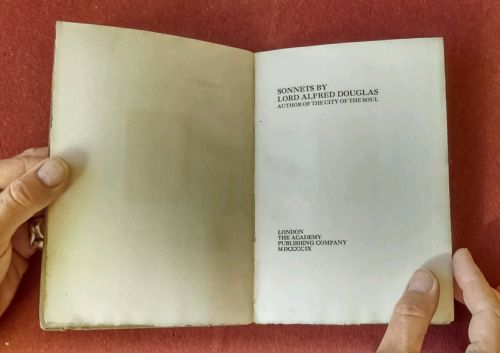 SONNETS BY
LORD ALFRED DOUGLAS
AUTHOR OF THE CITY OF THE SOUL
LONDON
THE ACADEMY
PUBLISHING COMPANY
MDCCCCIX